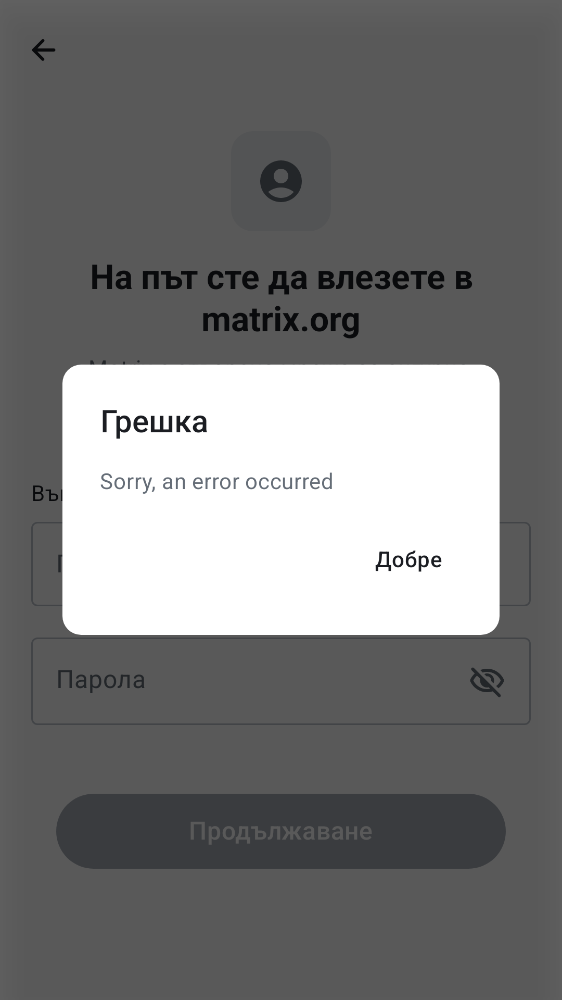 На път сте да влезете в
matrix.org
Грешка
Sorry, an error occurred
Добре
Парола
Продължаване